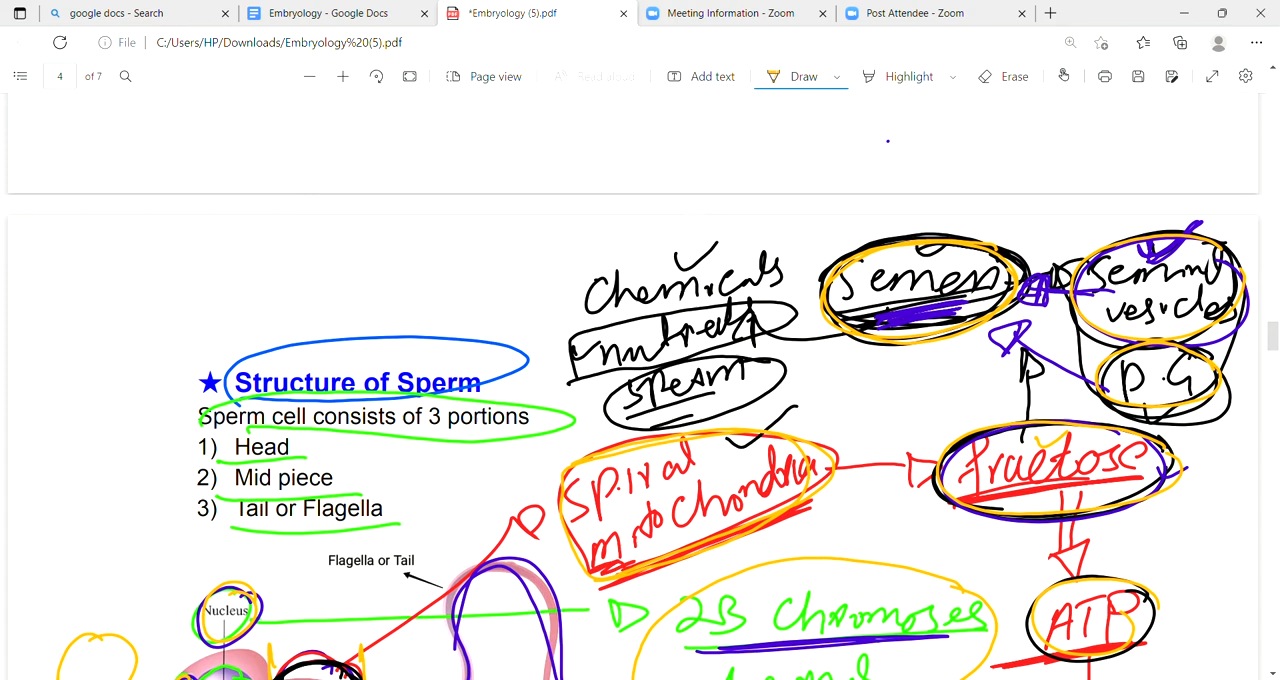 google docs - Search
Embryology - Google Docs
*Embryology (5).pdf
Meeting Information - Zoom
Post Attendee - Zoom
File
C:/Users/HP/Downloads/Embryology%20(5).pdf
4 of 7
Page view
Read aloud
Add text
Draw
Highlight
Erase
Chemicals
nutreat
sperm
semen
seminal
vesicles
P.G
★ Structure of Sperm
Sperm cell consists of 3 portions
1) Head
2) Mid piece
3) Tail or Flagella
spiral
mitochondria
fructose
ATP
Flagella or Tail
Nucleus
23 chromoses